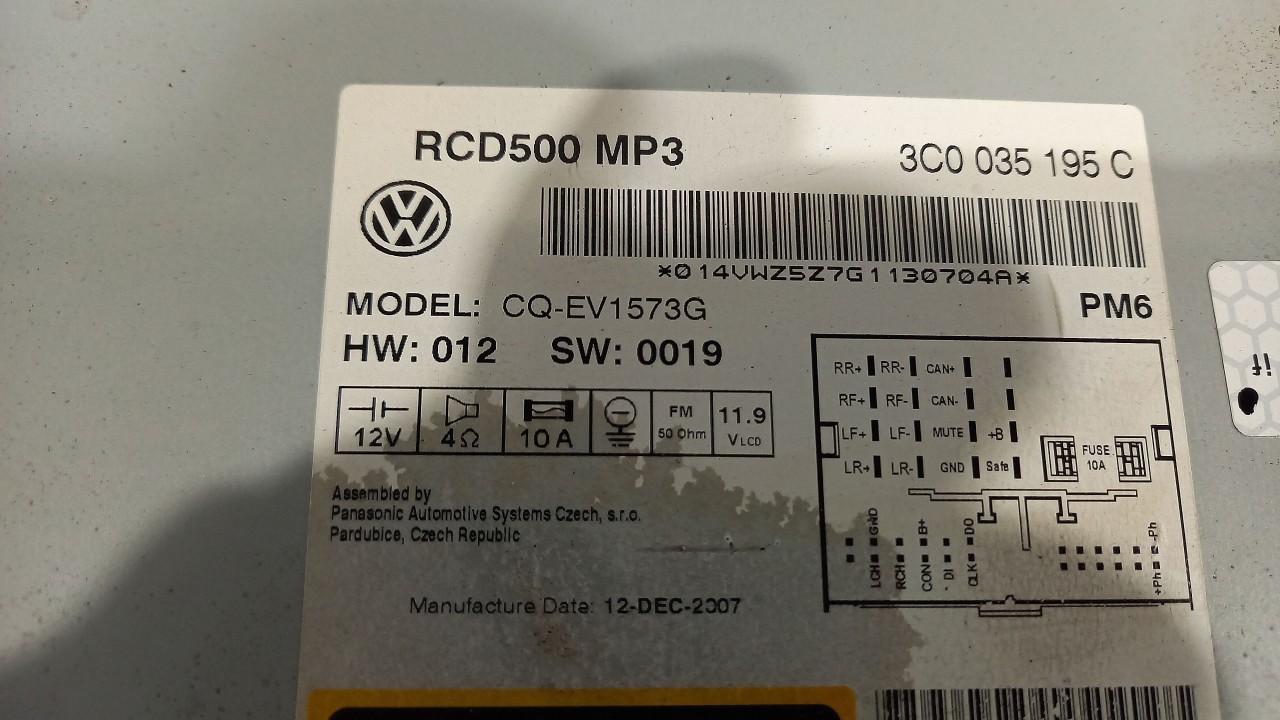 RCD500 MP3
3C0 035 195 C
*014VWZ5Z7G1130704A*
MODEL: CQ-EV1573G
PM6
HW: 012 SW: 0019
12V
4Ω
10A
FM
50 Ohm
11.9
VLCD
RR+ RR- CAN+
RF+ RF- CAN-
LF+ LF- MUTE +B
LR+ LR- GND Safe
FUSE
10A
Assembled by
Panasonic Automotive Systems Czech, s.r.o.
Pardubice, Czech Republic
GND B+ DO -Ph
LCH RCH CON DI CLK +Ph
Manufacture Date: 12-DEC-2007